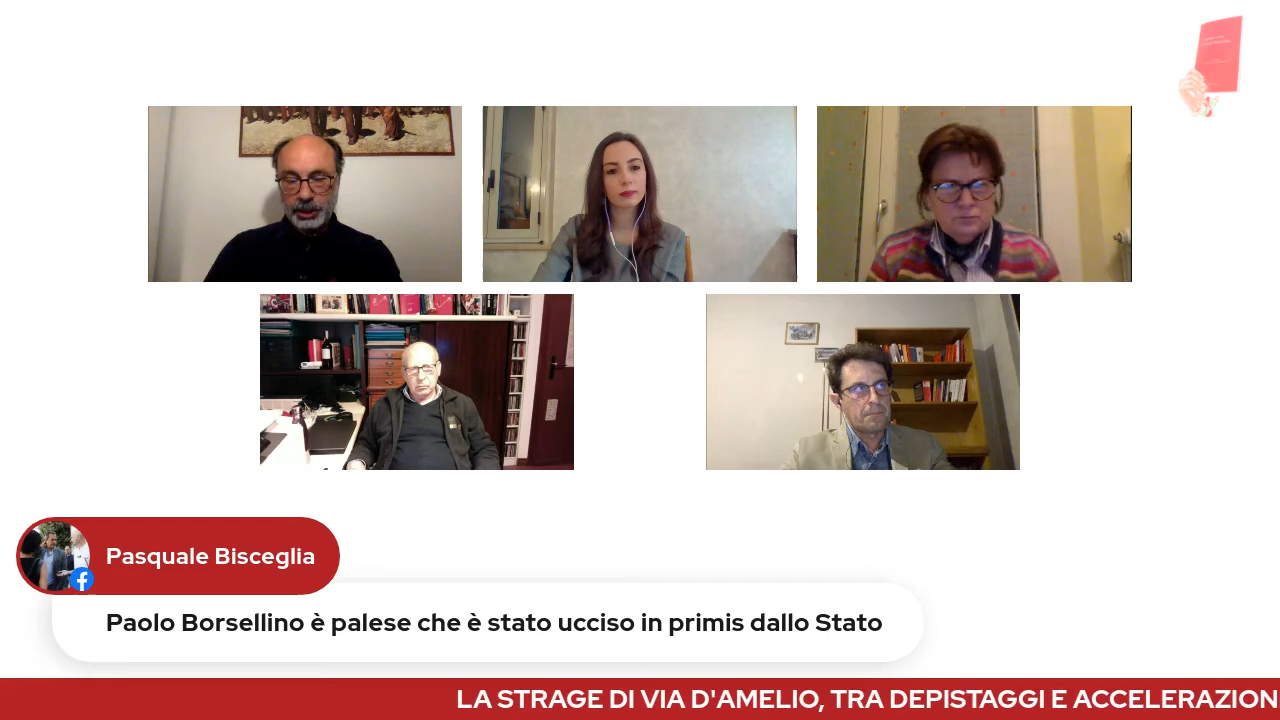 Pasquale Bisceglia
Paolo Borsellino è palese che è stato ucciso in primis dallo Stato
LA STRAGE DI VIA D'AMELIO, TRA DEPISTAGGI E ACCELERAZION